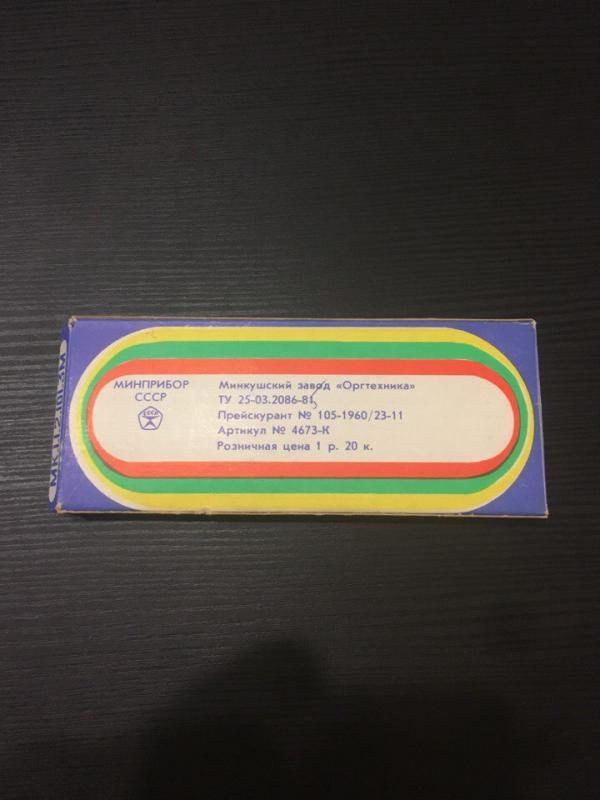 МИНПРИБОР
СССР
СССР
Минкушский завод «Оргтехника»
ТУ 25-03.2086-81
Прейскурант № 105-1960/23-11
Артикул № 4673-К
Розничная цена 1 р. 20 к.